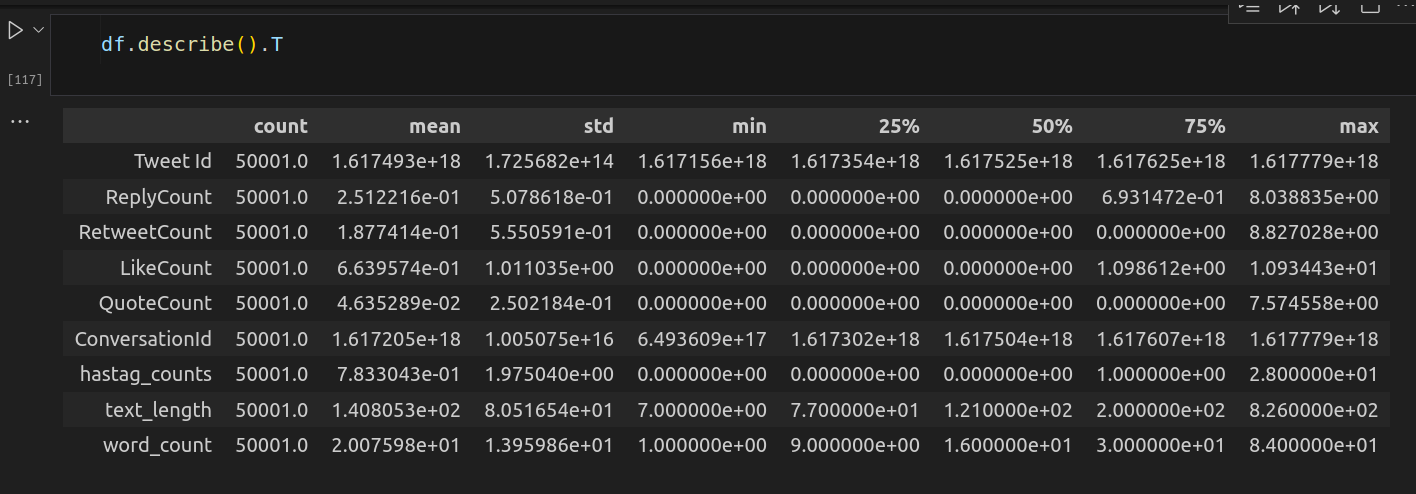 df.describe().T
[117]
...
count mean std min 25% 50% 75% max
Tweet Id 50001.0 1.617493e+18 1.725682e+14 1.617156e+18 1.617354e+18 1.617525e+18 1.617625e+18 1.617779e+18
ReplyCount 50001.0 2.512216e-01 5.078618e-01 0.000000e+00 0.000000e+00 0.000000e+00 6.931472e-01 8.038835e+00
RetweetCount 50001.0 1.877414e-01 5.550591e-01 0.000000e+00 0.000000e+00 0.000000e+00 0.000000e+00 8.827028e+00
LikeCount 50001.0 6.639574e-01 1.011035e+00 0.000000e+00 0.000000e+00 0.000000e+00 1.098612e+00 1.093443e+01
QuoteCount 50001.0 4.635289e-02 2.502184e-01 0.000000e+00 0.000000e+00 0.000000e+00 0.000000e+00 7.574558e+00
ConversationId 50001.0 1.617205e+18 1.005075e+16 6.493609e+17 1.617302e+18 1.617504e+18 1.617607e+18 1.617779e+18
hastag_counts 50001.0 7.833043e-01 1.975040e+00 0.000000e+00 0.000000e+00 0.000000e+00 1.000000e+00 2.800000e+01
text_length 50001.0 1.408053e+02 8.051654e+01 7.000000e+00 7.700000e+01 1.210000e+02 2.000000e+02 8.260000e+02
word_count 50001.0 2.007598e+01 1.395986e+01 1.000000e+00 9.000000e+00 1.600000e+01 3.000000e+01 8.400000e+01